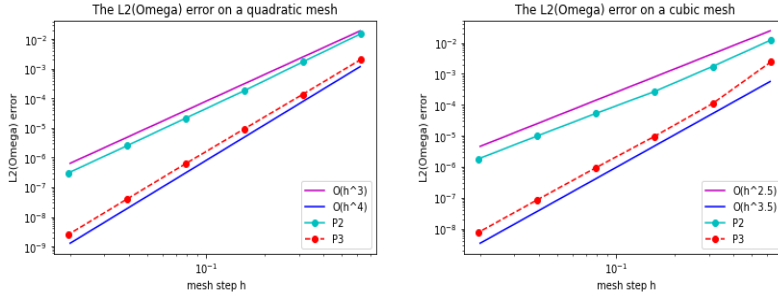 The L2(Omega) error on a quadratic mesh
L2(Omega) error
10⁻²
10⁻³
10⁻⁴
10⁻⁵
10⁻⁶
10⁻⁷
10⁻⁸
10⁻⁹
O(h^3)
O(h^4)
P2
P3
10⁻¹
mesh step h
The L2(Omega) error on a cubic mesh
L2(Omega) error
10⁻²
10⁻³
10⁻⁴
10⁻⁵
10⁻⁶
10⁻⁷
10⁻⁸
O(h^2.5)
O(h^3.5)
P2
P3
10⁻¹
mesh step h